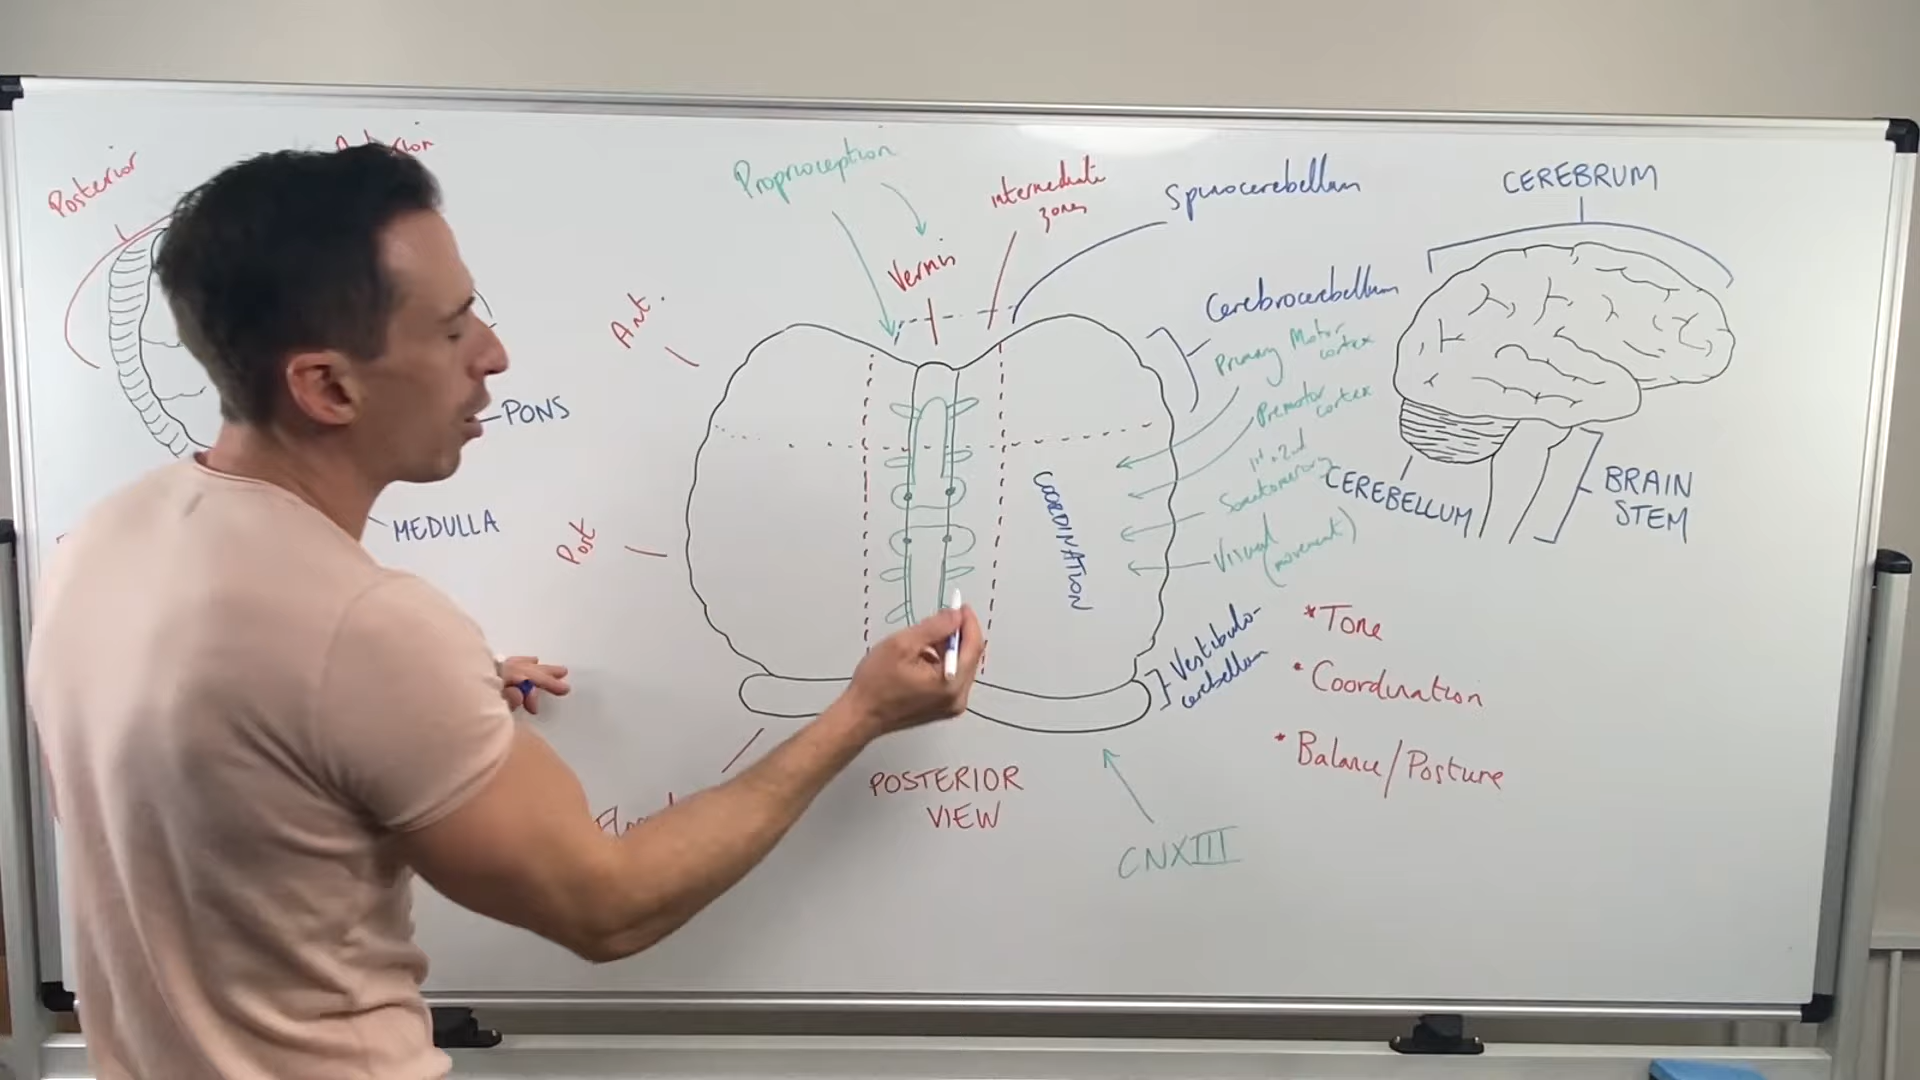 Posterior
PONS
MEDULLA
Ant.
Post
Proprioception
Vermis
intermediate
zones
Spinocerebellum
Cerebrocerebellum
Primary Motor
cortex
Premotor
cortex
1st & 2nd
Somatosensory
Visual
(movement)
COORDINATION
Vestibulo-
cerebellum
POSTERIOR
VIEW
CNXIII
CEREBRUM
CEREBELLUM
BRAIN
STEM
* Tone
* Coordination
* Balance/Posture